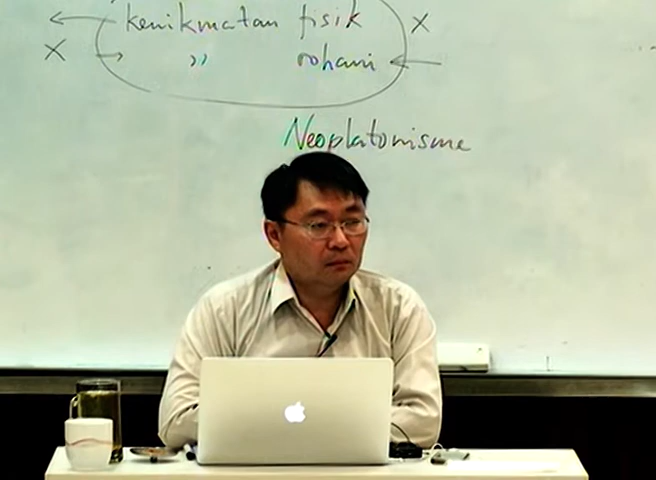 kenikmatan fisik X
X " rohani
Neoplatonisme